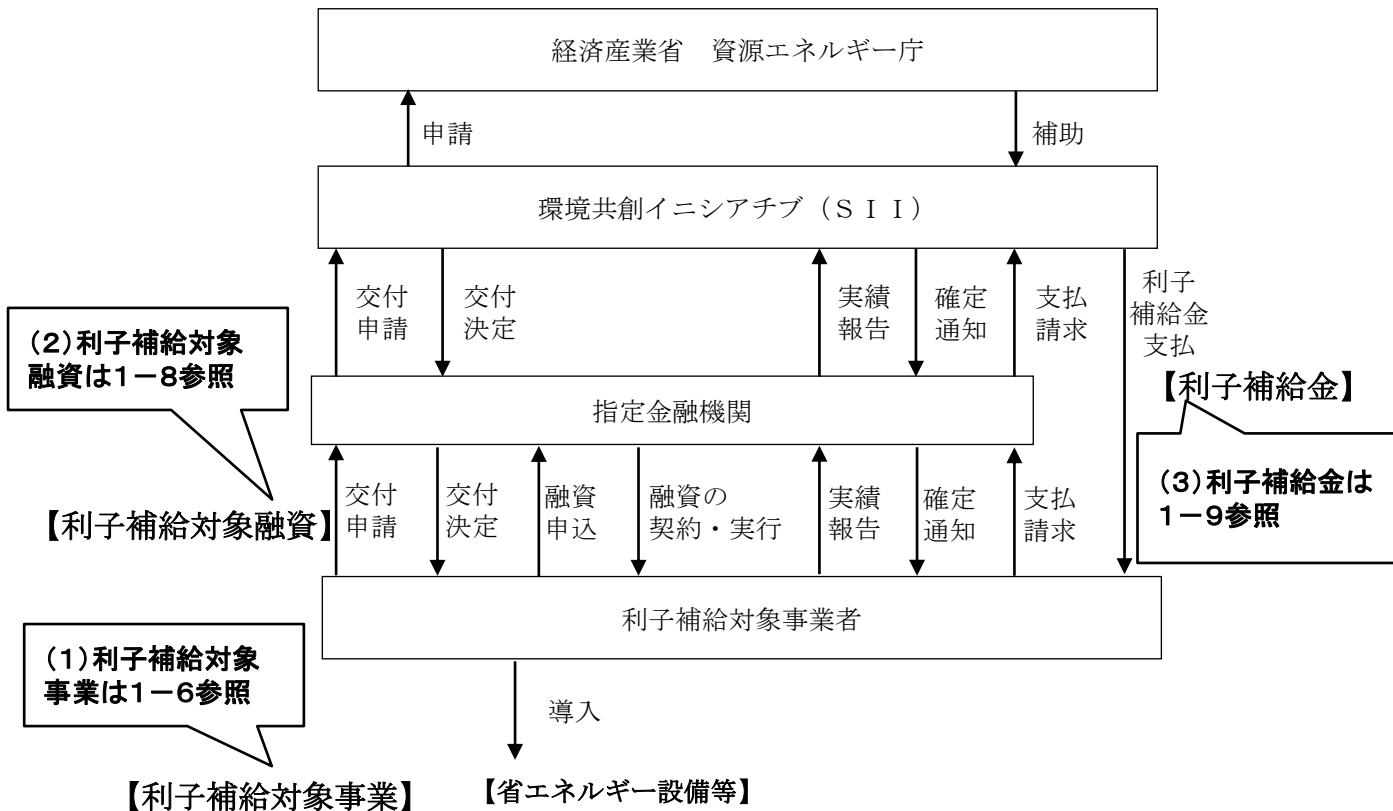 経済産業省　資源エネルギー庁
申請
補助
環境共創イニシアチブ（ＳＩＩ）
交付
申請
交付
決定
実績
報告
確定
通知
支払
請求
利子
補給金
支払
（２）利子補給対象
融資は１－８参照
【利子補給金】
指定金融機関
（３）利子補給金は
１－９参照
【利子補給対象融資】
交付
申請
交付
決定
融資
申込
融資の
契約・実行
実績
報告
確定
通知
支払
請求
利子補給対象事業者
（１）利子補給対象
事業は１－６参照
導入
【利子補給対象事業】
【省エネルギー設備等】